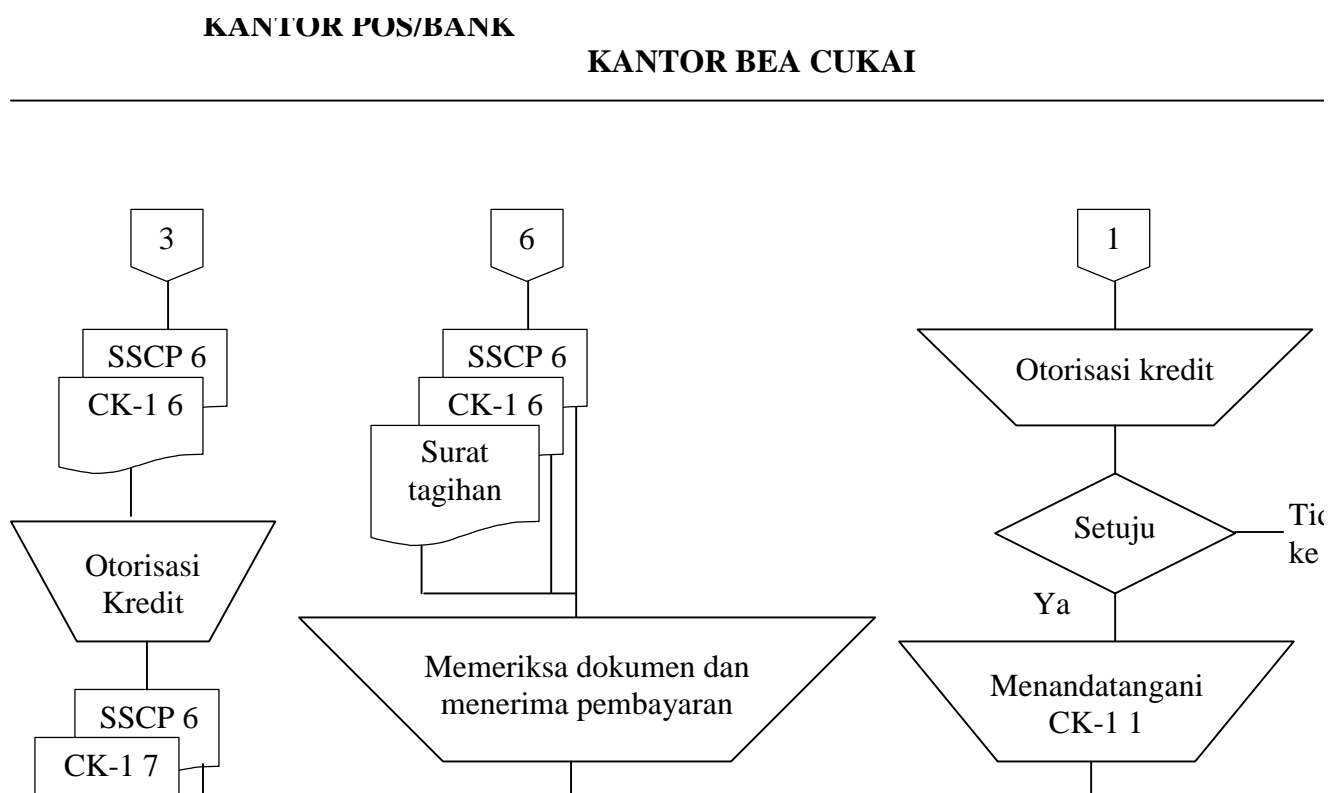 KANTOR POS/BANK
KANTOR BEA CUKAI
3
SSCP 6
CK-1 6
Otorisasi
Kredit
SSCP 6
CK-1 7
6
SSCP 6
CK-1 6
Surat
tagihan
Memeriksa dokumen dan
menerima pembayaran
1
Otorisasi kredit
Setuju
ke
Ya
Menandatangani
CK-1 1